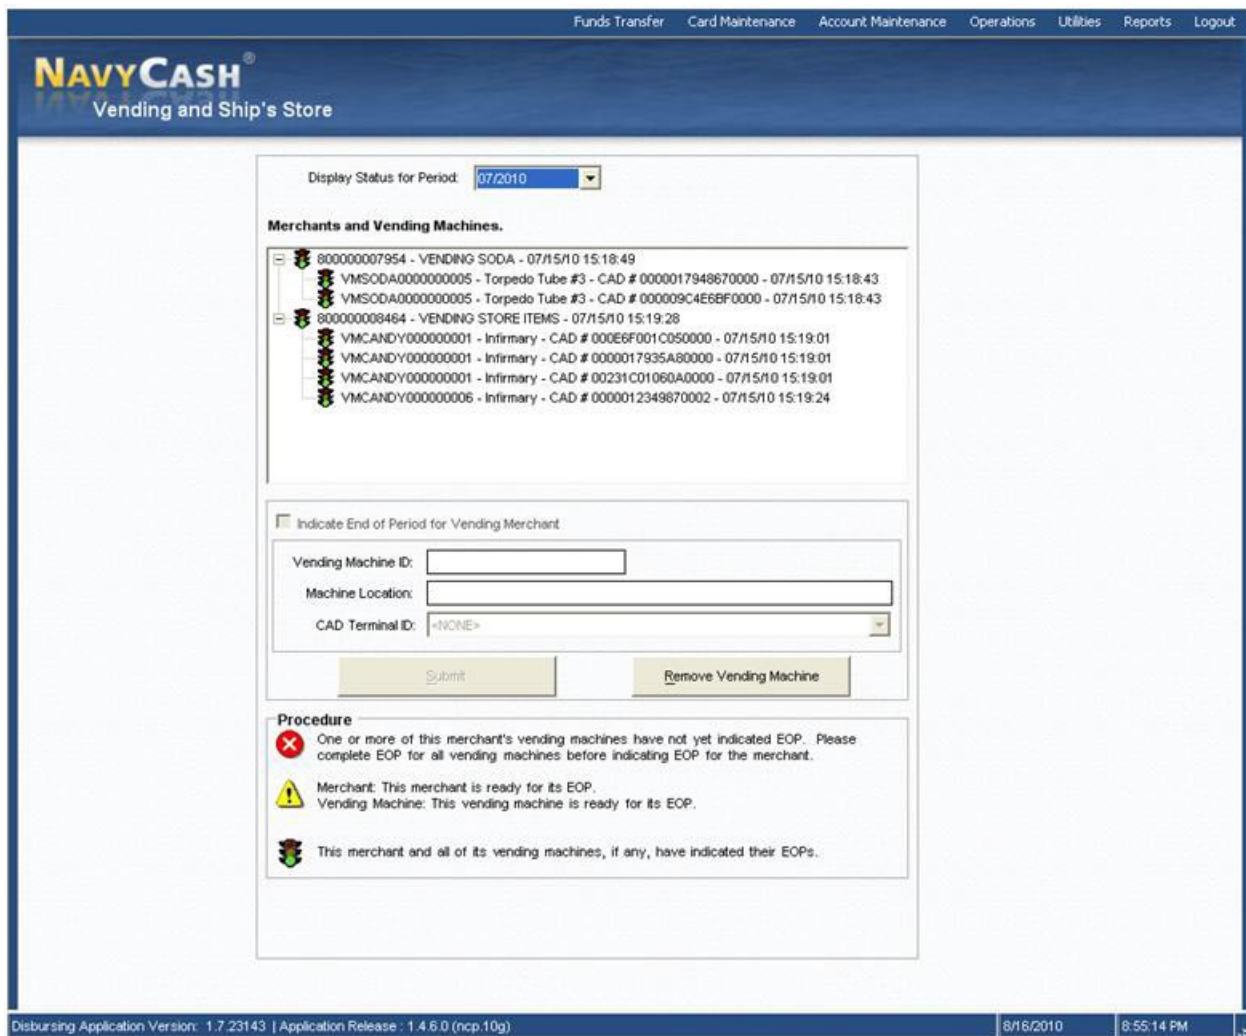 Funds Transfer Card Maintenance Account Maintenance Operations Utilities Reports Logout
NAVYCASH®
Vending and Ship's Store
Display Status for Period: 07/2010
Merchants and Vending Machines.
800000007954 - VENDING SODA - 07/15/10 15:18:49
VMSODA0000000005 - Torpedo Tube #3 - CAD # 0000017948670000 - 07/15/10 15:18:43
VMSODA0000000005 - Torpedo Tube #3 - CAD # 000009C4E6BF0000 - 07/15/10 15:18:43
800000008464 - VENDING STORE ITEMS - 07/15/10 15:19:28
VMCANDY000000001 - Infirmary - CAD # 000E6F001C050000 - 07/15/10 15:19:01
VMCANDY000000001 - Infirmary - CAD # 0000017935A80000 - 07/15/10 15:19:01
VMCANDY000000001 - Infirmary - CAD # 00231C01060A0000 - 07/15/10 15:19:01
VMCANDY000000006 - Infirmary - CAD # 0000012349870002 - 07/15/10 15:19:24
Indicate End of Period for Vending Merchant
Vending Machine ID:
Machine Location:
CAD Terminal ID: <NONE>
Submit Remove Vending Machine
Procedure
One or more of this merchant's vending machines have not yet indicated EOP. Please
complete EOP for all vending machines before indicating EOP for the merchant.
Merchant: This merchant is ready for its EOP.
Vending Machine: This vending machine is ready for its EOP.
This merchant and all of its vending machines, if any, have indicated their EOPs.
Disbursing Application Version: 1.7.23143 | Application Release : 1.4.6.0 (ncp.10g) 8/16/2010 8:55:14 PM